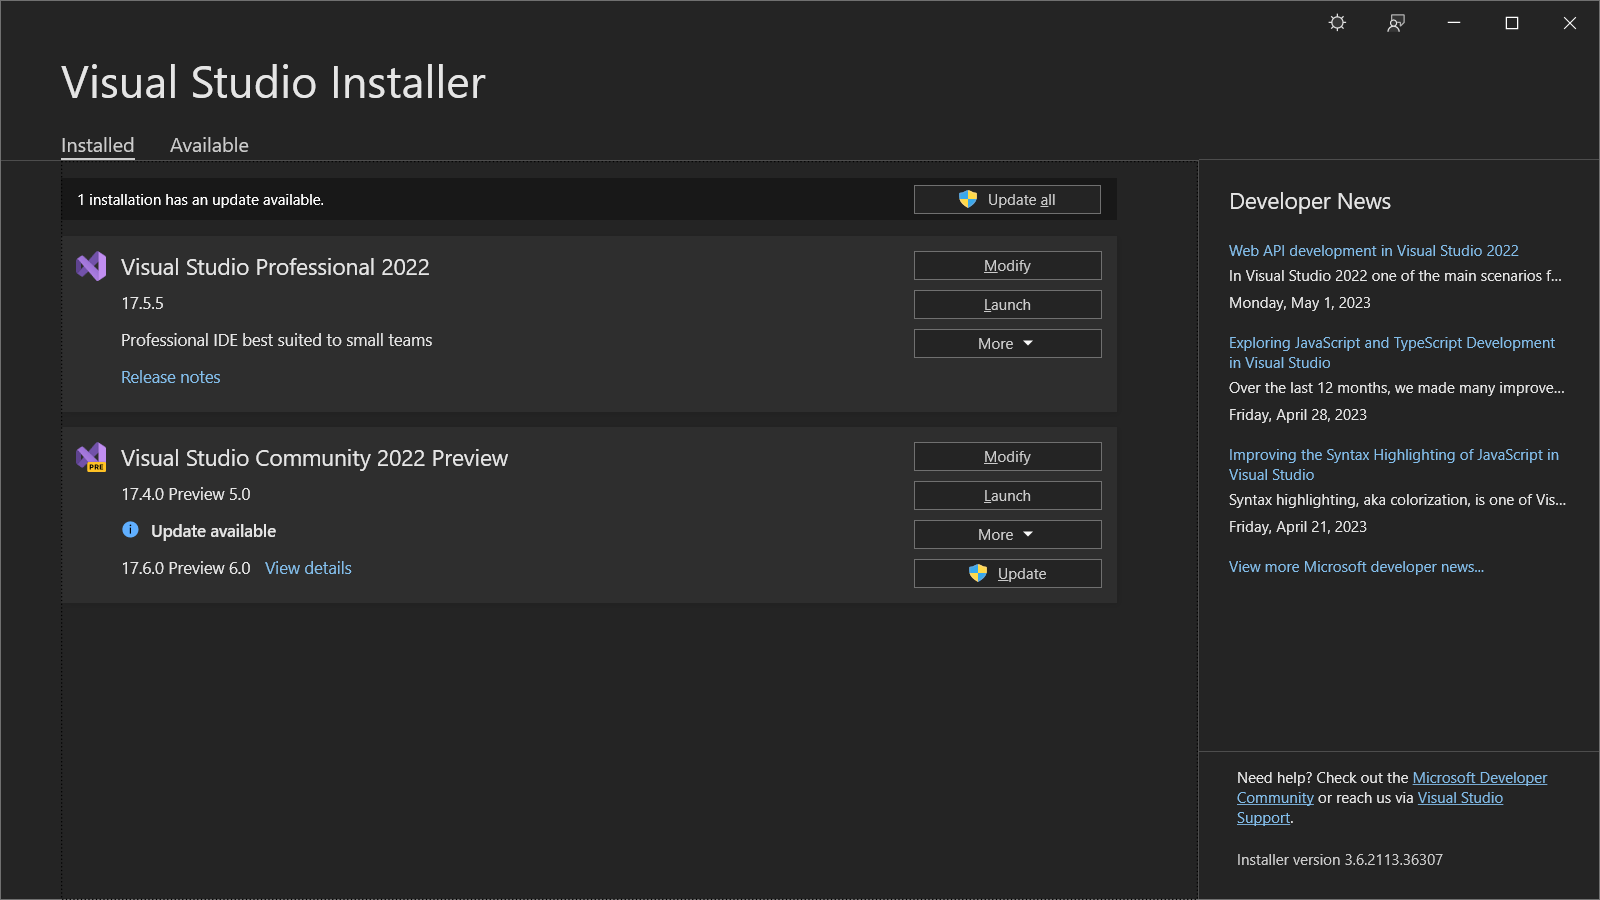 Visual Studio Installer
Installed
Available
1 installation has an update available.
Update all
Visual Studio Professional 2022
17.5.5
Professional IDE best suited to small teams
Release notes
Modify
Launch
More
PRE
Visual Studio Community 2022 Preview
17.4.0 Preview 5.0
Update available
17.6.0 Preview 6.0 View details
Modify
Launch
More
Update
Developer News
Web API development in Visual Studio 2022
In Visual Studio 2022 one of the main scenarios f...
Monday, May 1, 2023
Exploring JavaScript and TypeScript Development
in Visual Studio
Over the last 12 months, we made many improve...
Friday, April 28, 2023
Improving the Syntax Highlighting of JavaScript in
Visual Studio
Syntax highlighting, aka colorization, is one of Vis...
Friday, April 21, 2023
View more Microsoft developer news...
Need help? Check out the Microsoft Developer
Community or reach us via Visual Studio
Support.
Installer version 3.6.2113.36307